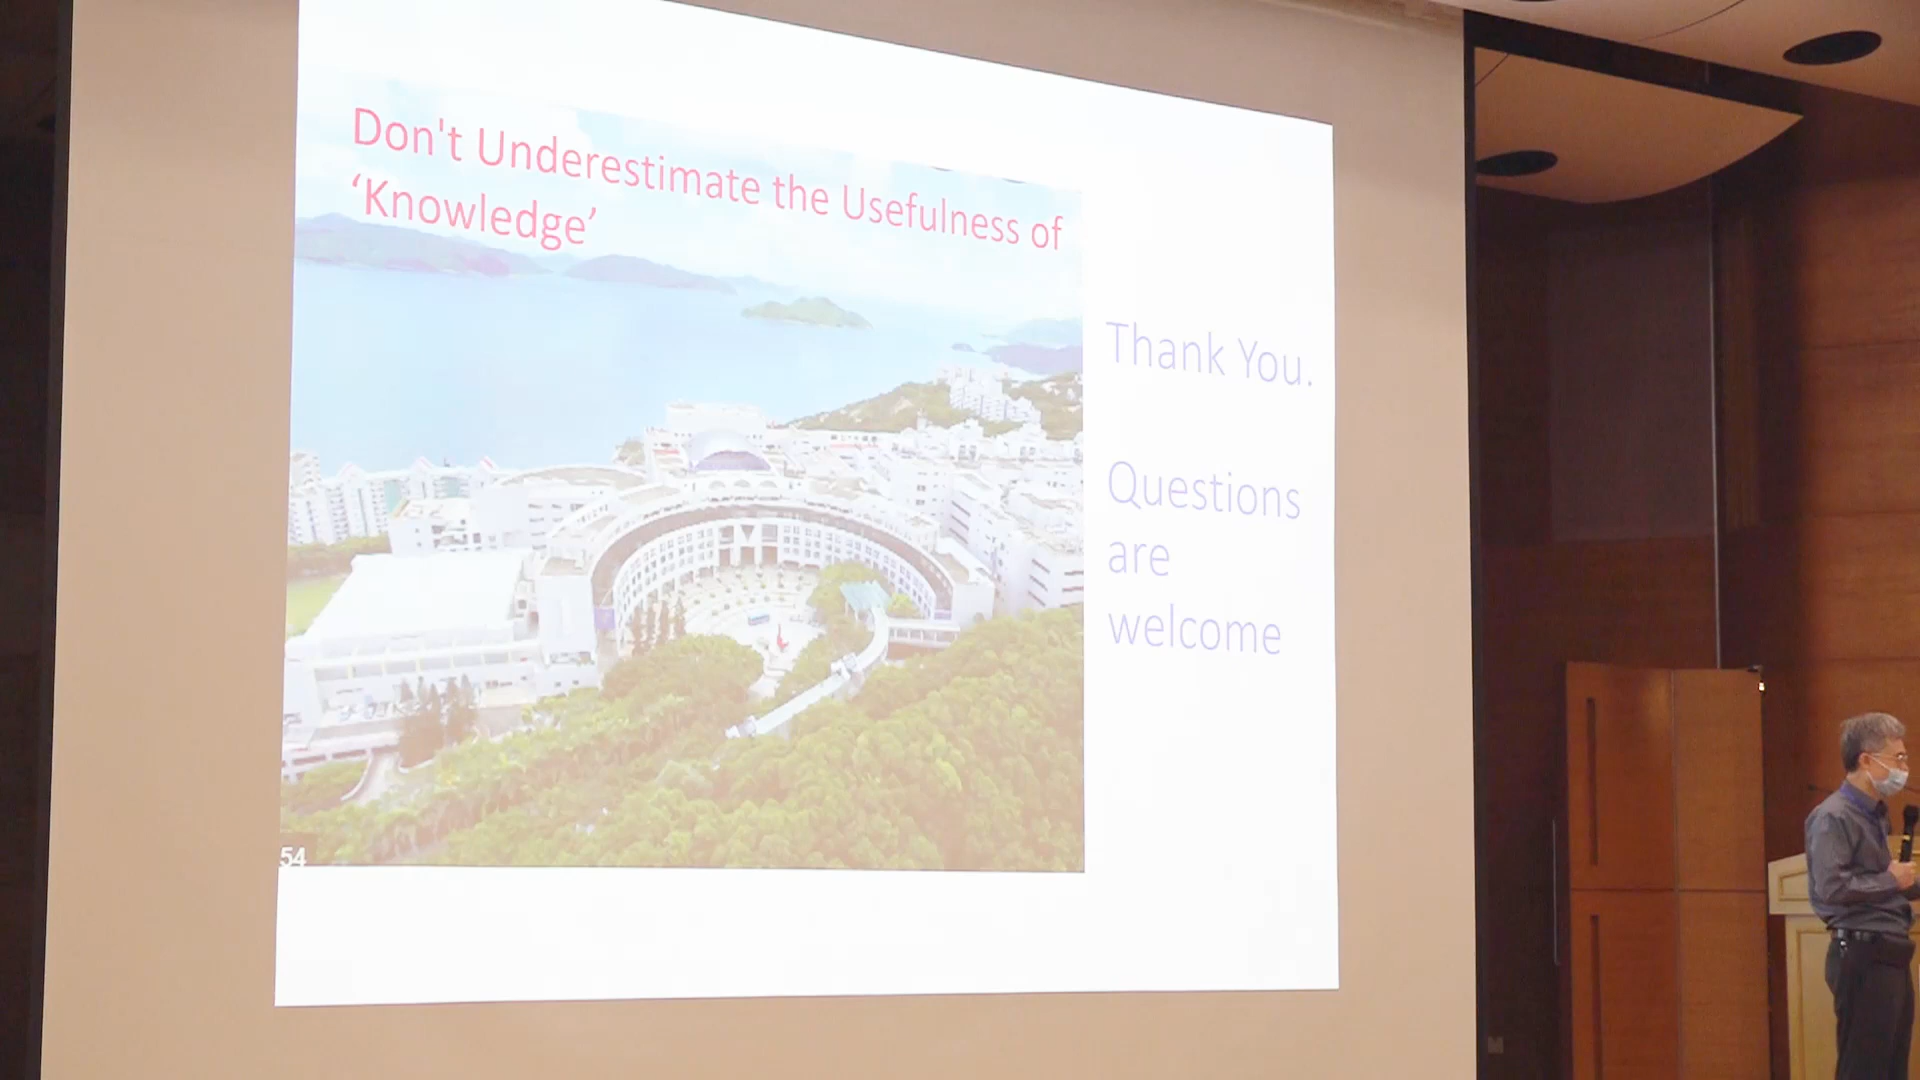 Don't Underestimate the Usefulness of
‘Knowledge’
Thank You.
Questions
are
welcome
54